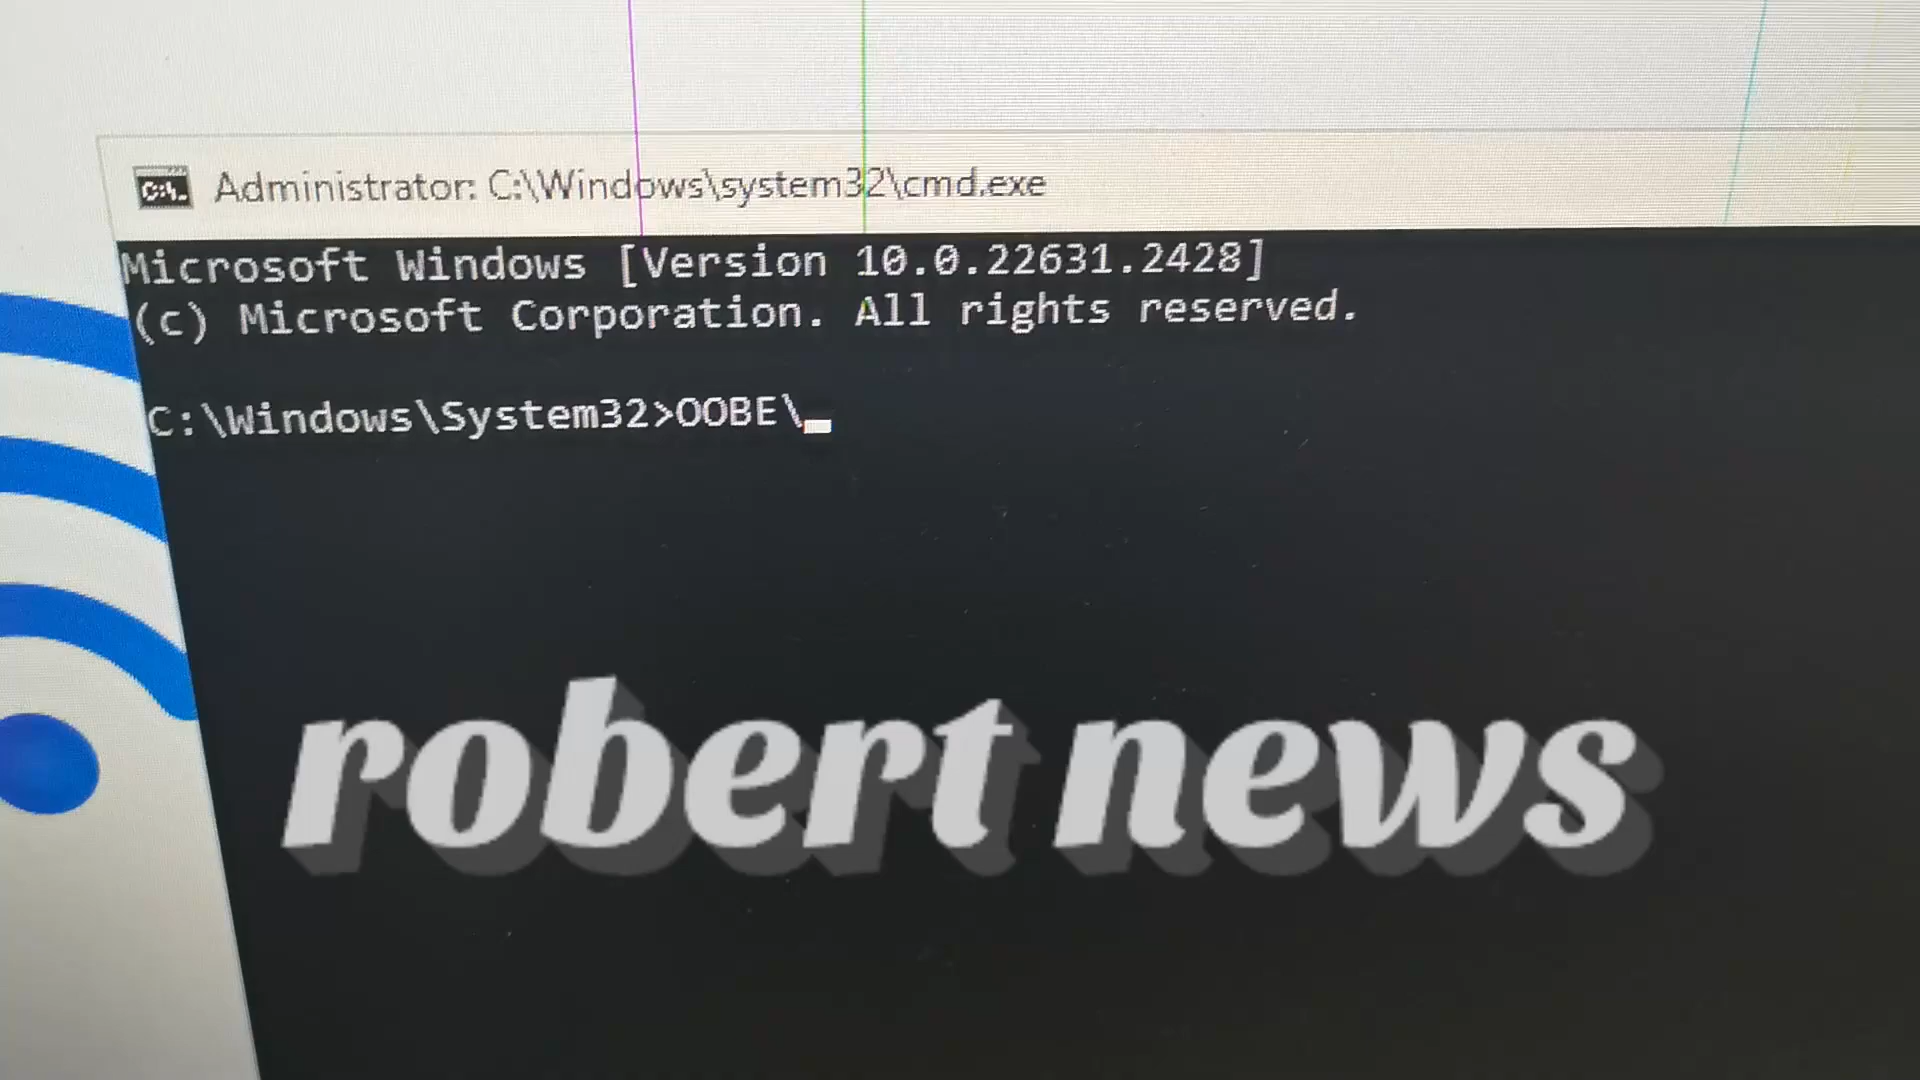 Administrator: C:\Windows\system32\cmd.exe
Microsoft Windows [Version 10.0.22631.2428]
(c) Microsoft Corporation. All rights reserved.
C:\Windows\System32>OOBE\_
robert news